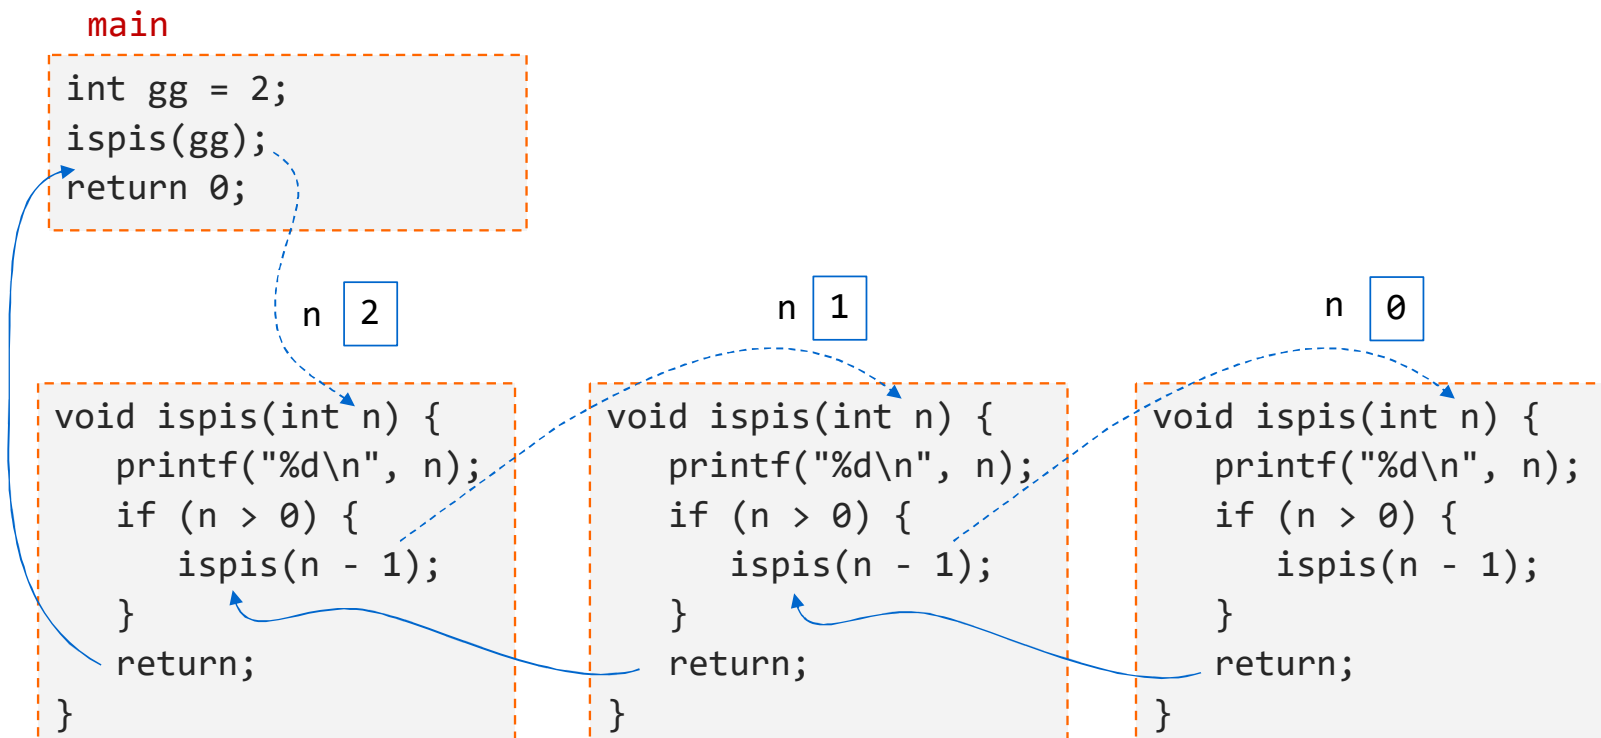 main
int gg = 2;
ispis(gg);
return 0;
n 2
n 1
n 0
void ispis(int n) {
   printf("%d\n", n);
   if (n > 0) {
      ispis(n - 1);
   }
   return;
}
void ispis(int n) {
   printf("%d\n", n);
   if (n > 0) {
      ispis(n - 1);
   }
   return;
}
void ispis(int n) {
   printf("%d\n", n);
   if (n > 0) {
      ispis(n - 1);
   }
   return;
}